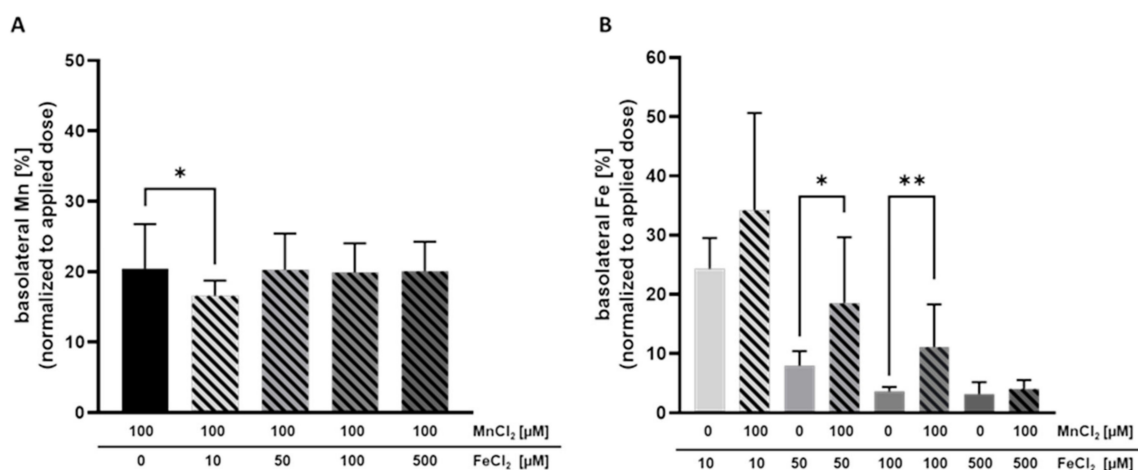 A
basolateral Mn [%]
(normalized to applied dose)
50
40
30
20
10
0
*
100 100 100 100 100 MnCl₂ [µM]
0 10 50 100 500 FeCl₂ [µM]
B
basolateral Fe [%]
(normalized to applied dose)
60
50
40
30
20
10
0
* **
0 100 0 100 0 100 0 100 MnCl₂ [µM]
10 10 50 50 100 100 500 500 FeCl₂ [µM]